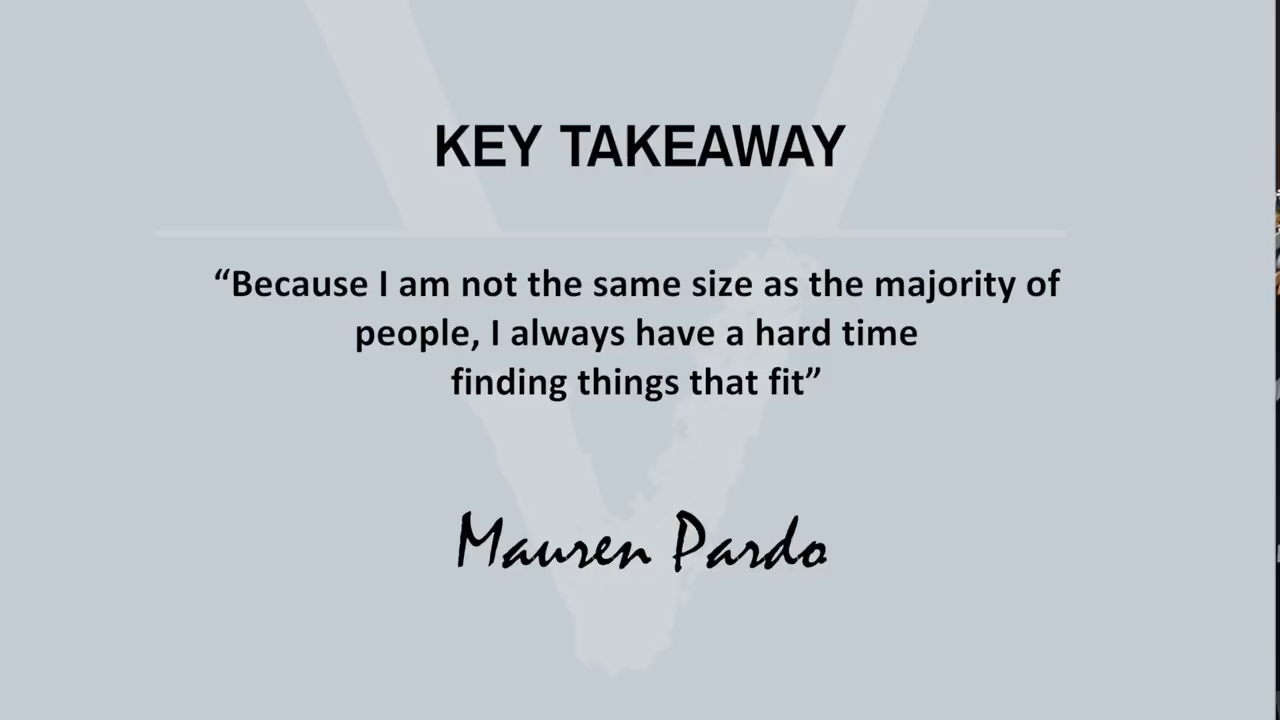 KEY TAKEAWAY
“Because I am not the same size as the majority of
people, I always have a hard time
finding things that fit”
Mauren Pardo